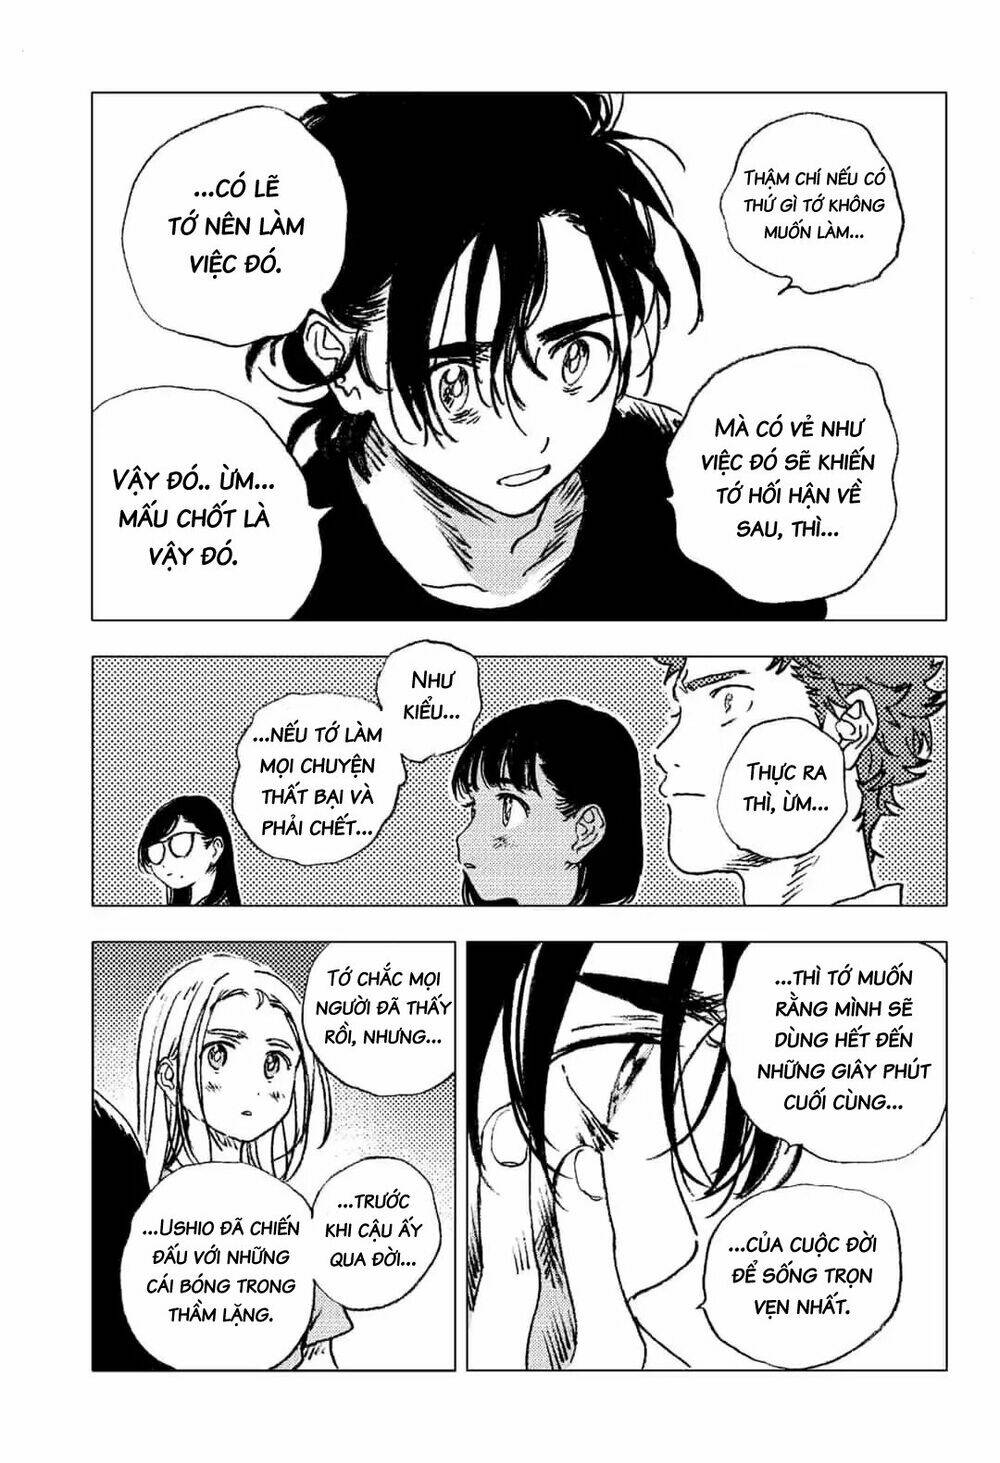 THẬM CHÍ NẾU CÓ
THỨ GÌ TỚ KHÔNG
MUỐN LÀM...
MÀ CÓ VẺ NHƯ
VIỆC ĐÓ SẼ KHIẾN
TỚ HỐI HẬN VỀ
SAU, THÌ...
...CÓ LẼ
TỚ NÊN LÀM
VIỆC ĐÓ.
VẬY ĐÓ.. ỪM...
MẤU CHỐT LÀ
VẬY ĐÓ.
THỰC RA
THÌ, ỪM...
NHƯ
KIỂU...
...NẾU TỚ LÀM
MỌI CHUYỆN
THẤT BẠI VÀ
PHẢI CHẾT...
...THÌ TỚ MUỐN
RẰNG MÌNH SẼ
DÙNG HẾT ĐẾN
NHỮNG GIÂY PHÚT
CUỐI CÙNG...
...CỦA CUỘC ĐỜI
ĐỂ SỐNG TRỌN
VẸN NHẤT.
TỚ CHẮC MỌI
NGƯỜI ĐÃ THẤY
RỒI, NHƯNG...
...TRƯỚC
KHI CẬU ẤY
QUA ĐỜI...
...USHIO ĐÃ CHIẾN
ĐẤU VỚI NHỮNG
CÁI BÓNG TRONG
THẦM LẶNG.